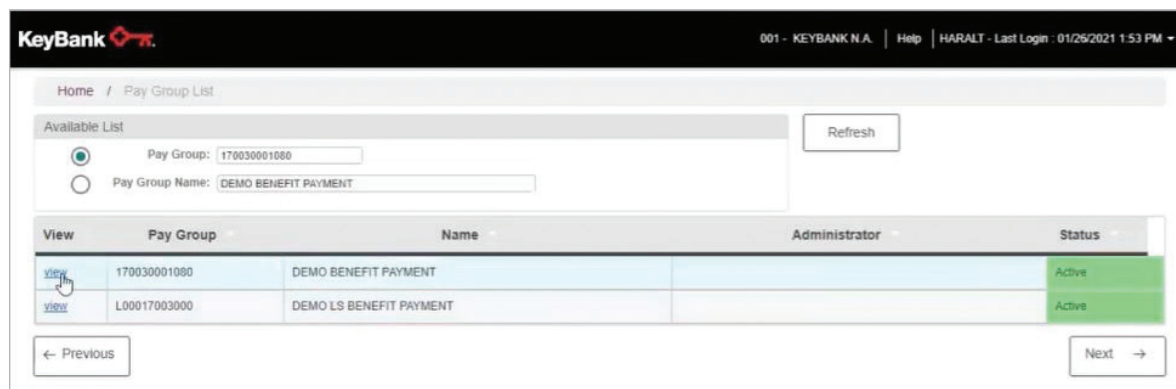 KeyBank
001 - KEYBANK N.A. | Help | HARALT - Last Login : 01/26/2021 1:53 PM
Home / Pay Group List
Available List
Refresh
Pay Group: 170030001080
Pay Group Name: DEMO BENEFIT PAYMENT
View Pay Group Name Administrator Status
view 170030001080 DEMO BENEFIT PAYMENT Active
view L00017003000 DEMO LS BENEFIT PAYMENT Active
← Previous Next →